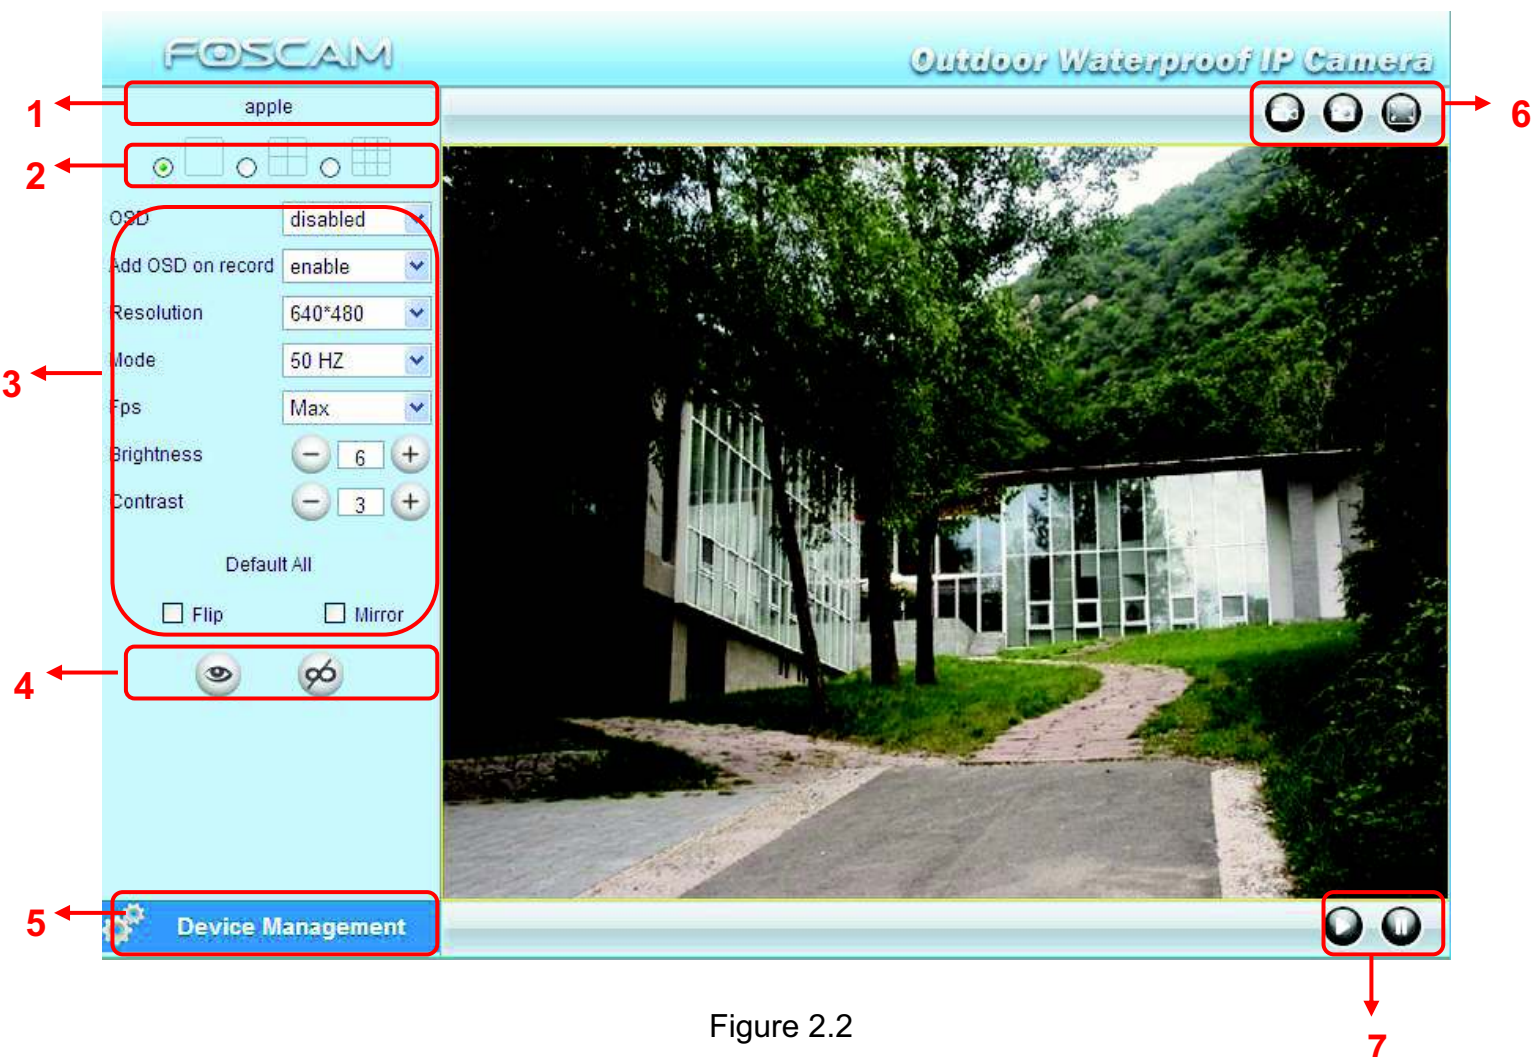 FOSCAM
Outdoor Waterproof IP Camera
1
apple
6
2
OSD disabled
Add OSD on record enable
Resolution 640*480
Mode 50 HZ
3
Fps Max
Brightness 6
Contrast 3
Default All
Flip Mirror
4
5
Device Management
7
Figure 2.2